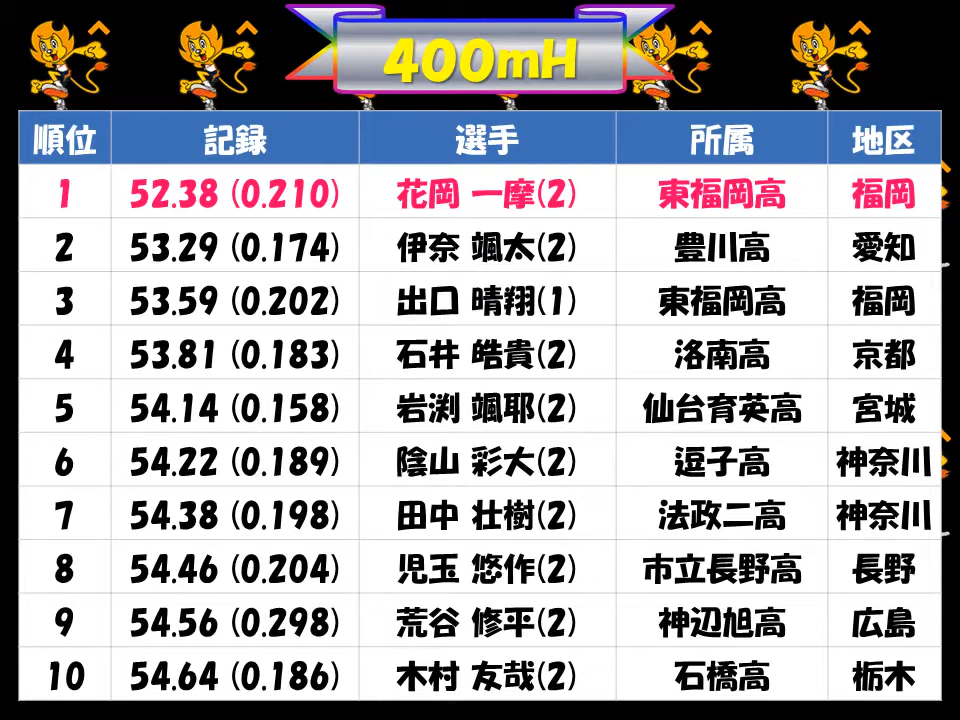 400mH
順位 記録 選手 所属 地区
1 52.38 (0.210) 花岡 一摩(2) 東福岡高 福岡
2 53.29 (0.174) 伊奈 颯太(2) 豊川高 愛知
3 53.59 (0.202) 出口 晴翔(1) 東福岡高 福岡
4 53.81 (0.183) 石井 皓貴(2) 洛南高 京都
5 54.14 (0.158) 岩渕 颯耶(2) 仙台育英高 宮城
6 54.22 (0.189) 陰山 彩大(2) 逗子高 神奈川
7 54.38 (0.198) 田中 壮樹(2) 法政二高 神奈川
8 54.46 (0.204) 児玉 悠作(2) 市立長野高 長野
9 54.56 (0.298) 荒谷 修平(2) 神辺旭高 広島
10 54.64 (0.186) 木村 友哉(2) 石橋高 栃木